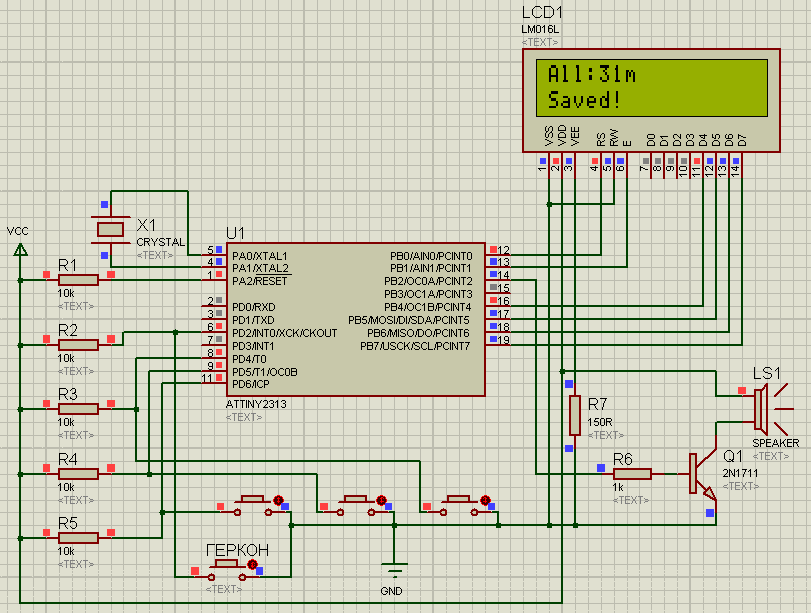 LCD1
LM016L
<TEXT>
All:31m
Saved!
VSS
VDD
VEE
RS
RW
E
D0
D1
D2
D3
D4
D5
D6
D7
1
2
3
4
5
6
7
8
9
10
11
12
13
14
X1
CRYSTAL
<TEXT>
VCC
R1
10k
<TEXT>
R2
10k
<TEXT>
R3
10k
<TEXT>
R4
10k
<TEXT>
R5
10k
<TEXT>
U1
5 PA0/XTAL1
4 PA1/XTAL2
1 PA2/RESET
2 PD0/RXD
3 PD1/TXD
6 PD2/INT0/XCK/CKOUT
7 PD3/INT1
8 PD4/T0
9 PD5/T1/OC0B
11 PD6/ICP
PB0/AIN0/PCINT0 12
PB1/AIN1/PCINT1 13
PB2/OC0A/PCINT2 14
PB3/OC1A/PCINT3 15
PB4/OC1B/PCINT4 16
PB5/MOSI/DI/SDA/PCINT5 17
PB6/MISO/DO/PCINT6 18
PB7/USCK/SCL/PCINT7 19
ATTINY2313
<TEXT>
R7
150R
<TEXT>
LS1
SPEAKER
<TEXT>
R6
1k
<TEXT>
Q1
2N1711
<TEXT>
ГЕРКОН
<TEXT>
GND